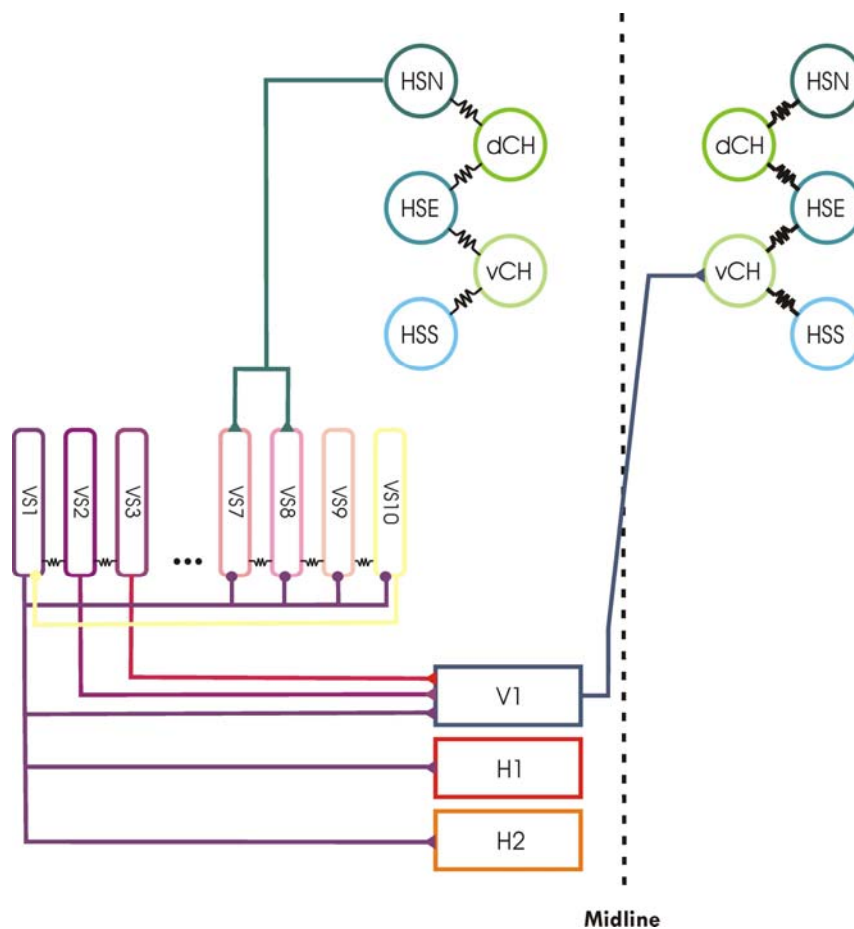 HSN
dCH
HSE
vCH
HSS
HSN
dCH
HSE
vCH
HSS
VS1
VS2
VS3
...
VS7
VS8
VS9
VS10
V1
H1
H2
Midline